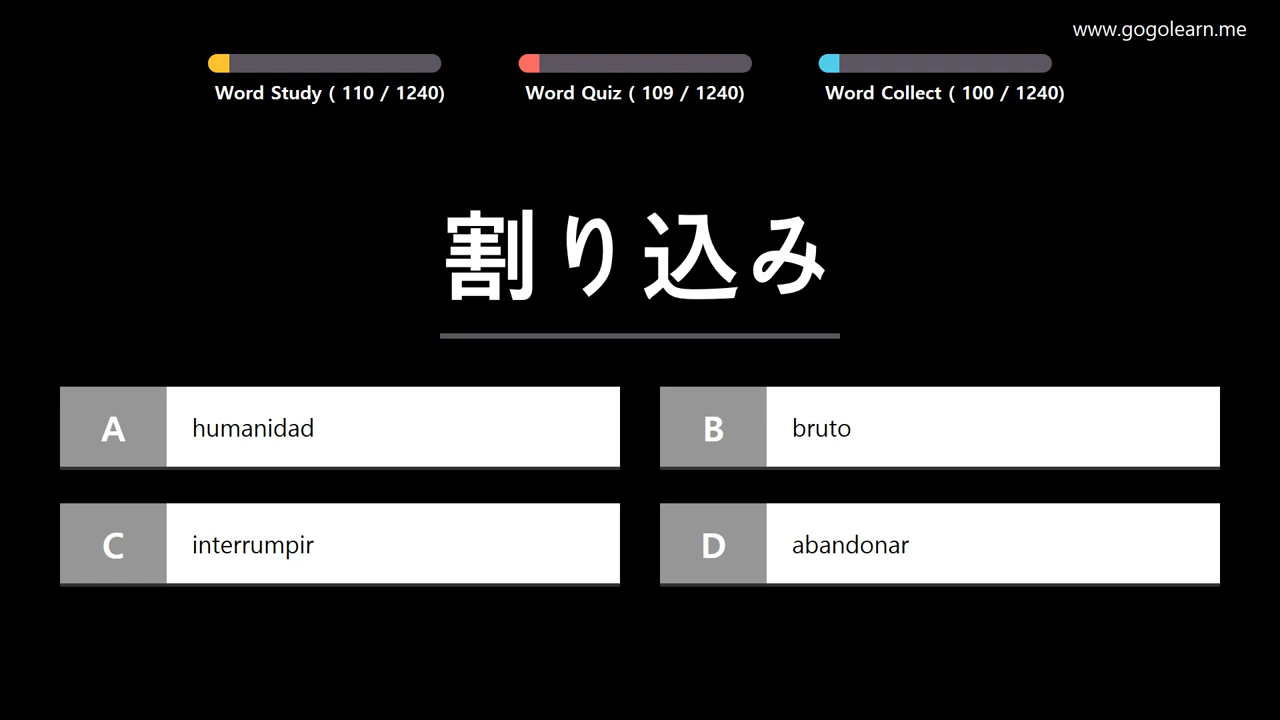 www.gogolearn.me
Word Study ( 110 / 1240)
Word Quiz ( 109 / 1240)
Word Collect ( 100 / 1240)
割り込み
A humanidad
B bruto
C interrumpir
D abandonar